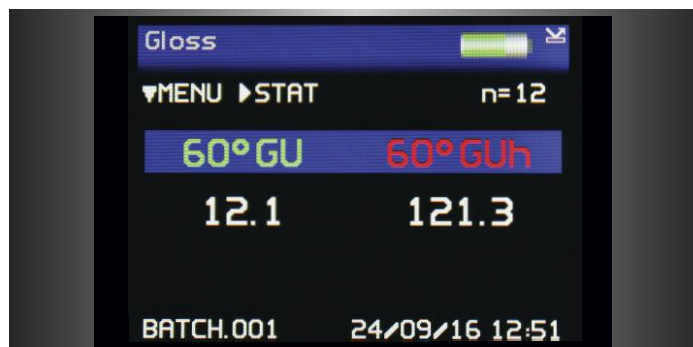 Gloss
▼MENU ▶STAT n=12
60°GU 60°GUh
12.1 121.3
BATCH.001 24/09/16 12:51